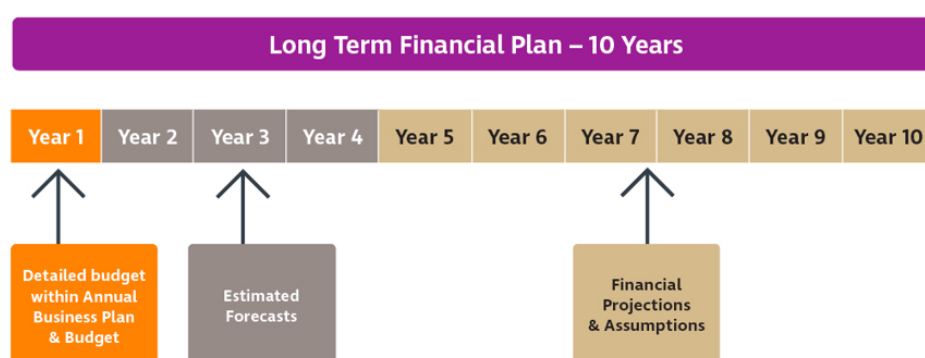 Long Term Financial Plan – 10 Years
Year 1 Year 2 Year 3 Year 4 Year 5 Year 6 Year 7 Year 8 Year 9 Year 10
Detailed budget
within Annual
Business Plan
& Budget
Estimated
Forecasts
Financial
Projections
& Assumptions